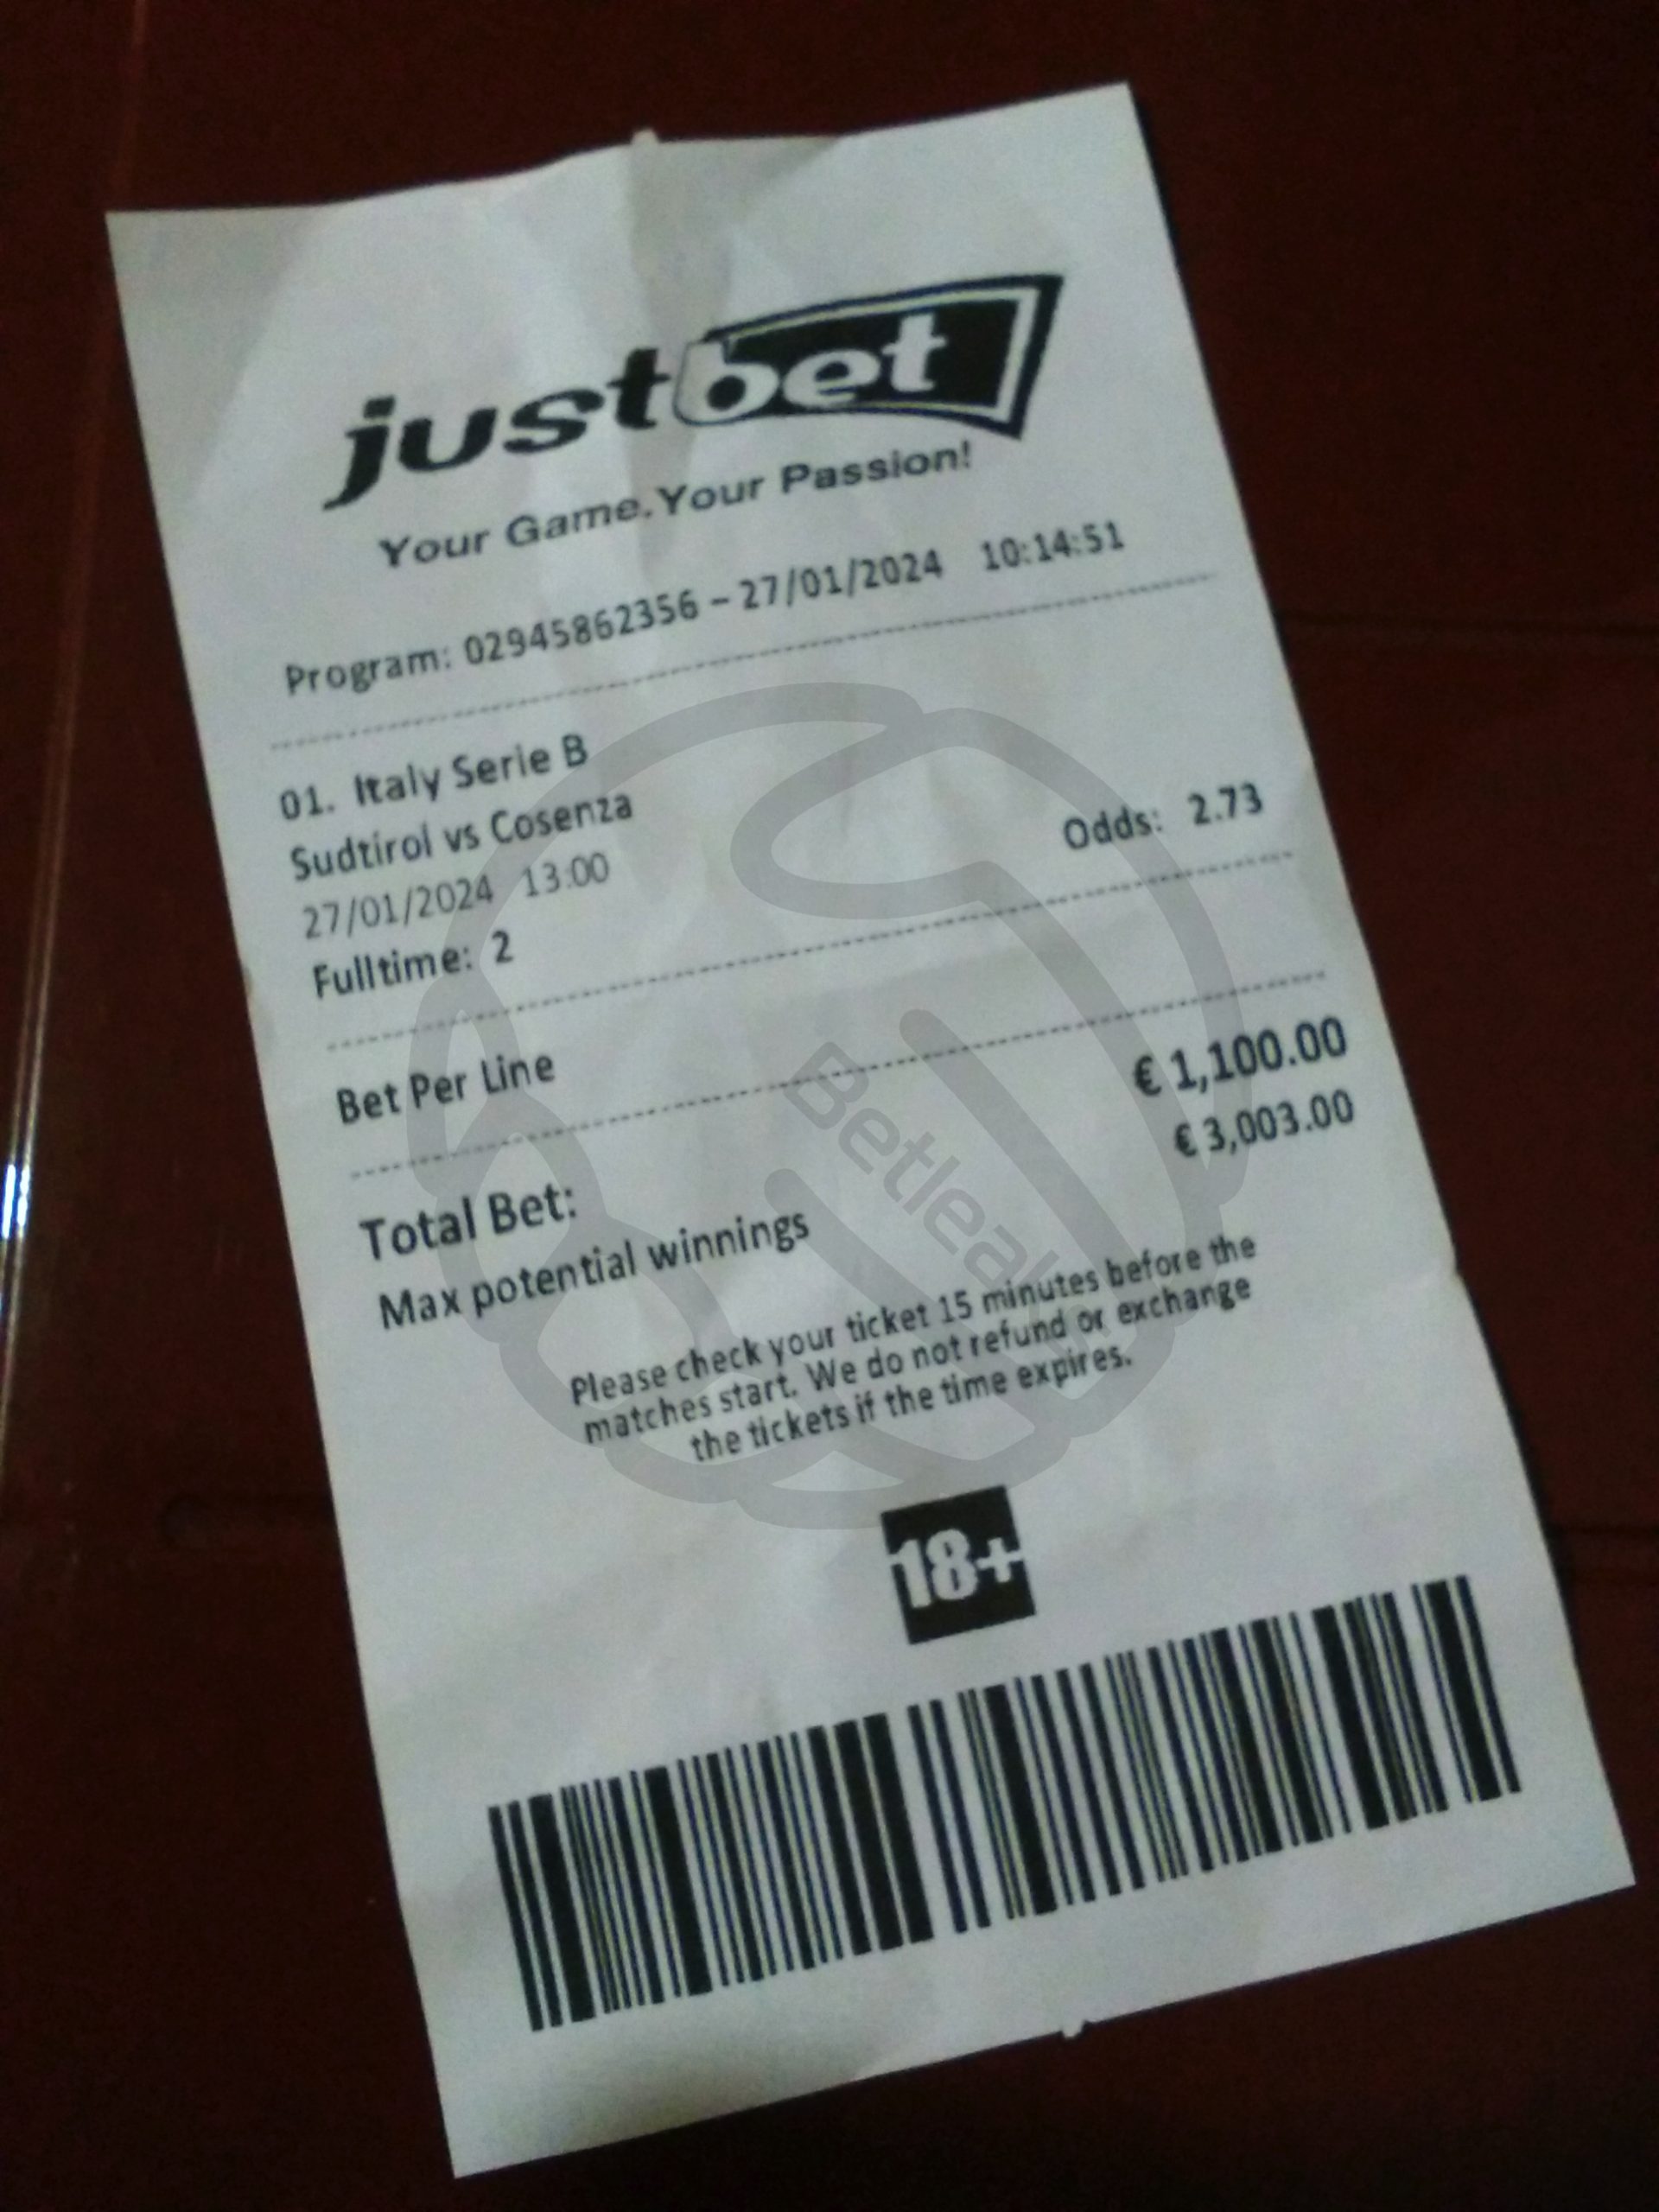 justbet
Your Game.Your Passion!
Program: 02945862356 – 27/01/2024 10:14:51
01. Italy Serie B
Sudtirol vs Cosenza
27/01/2024 13:00 Odds: 2.73
Fulltime: 2
Bet Per Line
Total Bet: € 1,100.00
Max potential winnings € 3,003.00
Please check your ticket 15 minutes before the
matches start. We do not refund or exchange
the tickets if the time expires.
18+